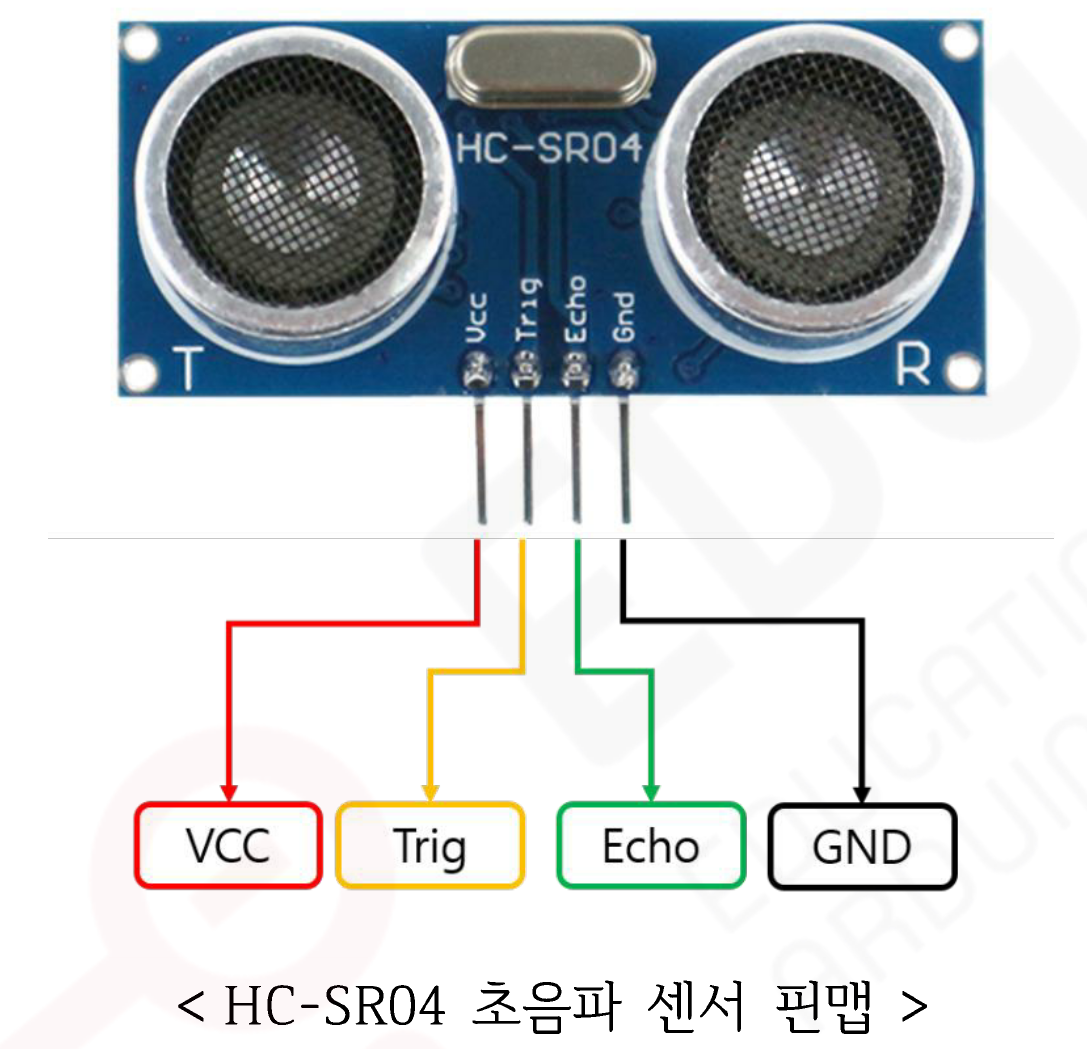 HC-SR04
Vcc
Trig
Echo
Gnd
T
R
VCC
Trig
Echo
GND
< HC-SR04 초음파 센서 핀맵 >
EDU